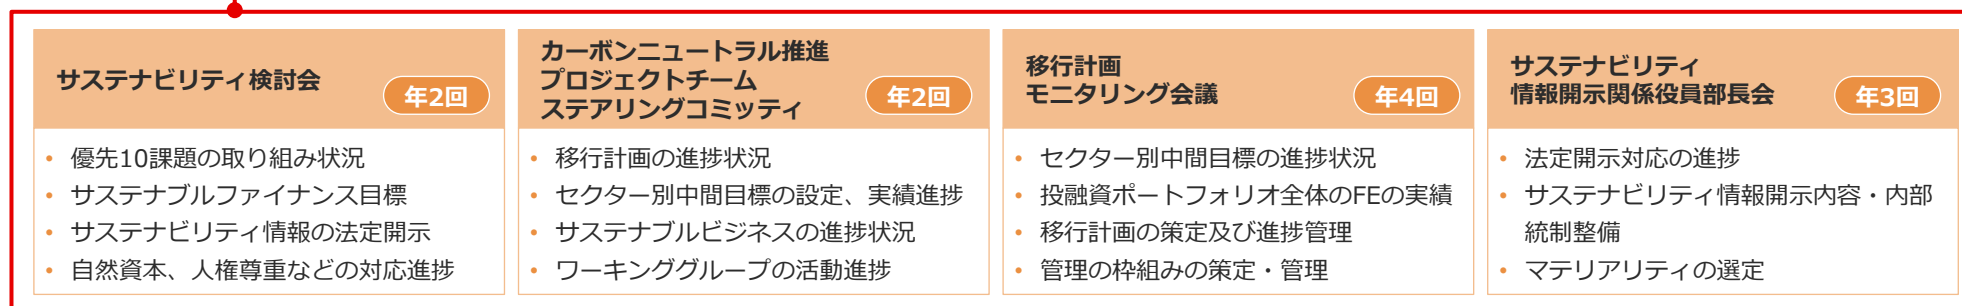 サステナビリティ検討会
年2回
• 優先10課題の取り組み状況
• サステナブルファイナンス目標
• サステナビリティ情報の法定開示
• 自然資本、人権尊重などの対応進捗
カーボンニュートラル推進
プロジェクトチーム
ステアリングコミッティ
年2回
• 移行計画の進捗状況
• セクター別中間目標の設定、実績進捗
• サステナブルビジネスの進捗状況
• ワーキンググループの活動進捗
移行計画
モニタリング会議
年4回
• セクター別中間目標の進捗状況
• 投融資ポートフォリオ全体のFEの実績
• 移行計画の策定及び進捗管理
• 管理の枠組みの策定・管理
サステナビリティ
情報開示関係役員部長会
年3回
• 法定開示対応の進捗
• サステナビリティ情報開示内容・内部
統制整備
• マテリアリティの選定